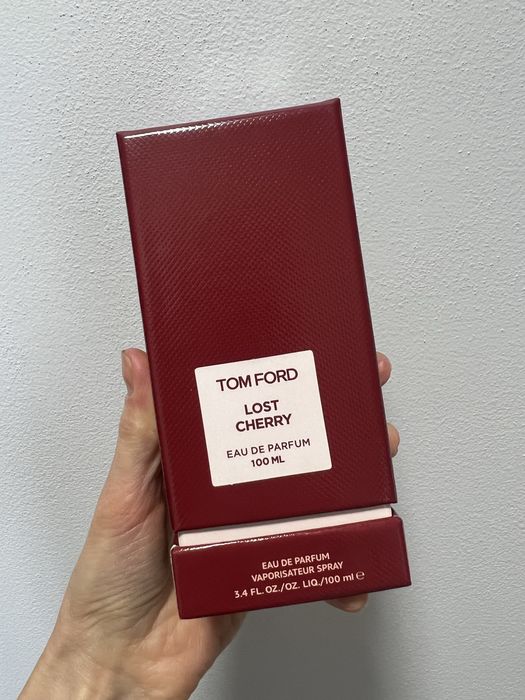 TOM FORD
LOST
CHERRY
EAU DE PARFUM
100 ML
EAU DE PARFUM
VAPORISATEUR SPRAY
3.4 FL. OZ./OZ. LIQ./100 ml ℮